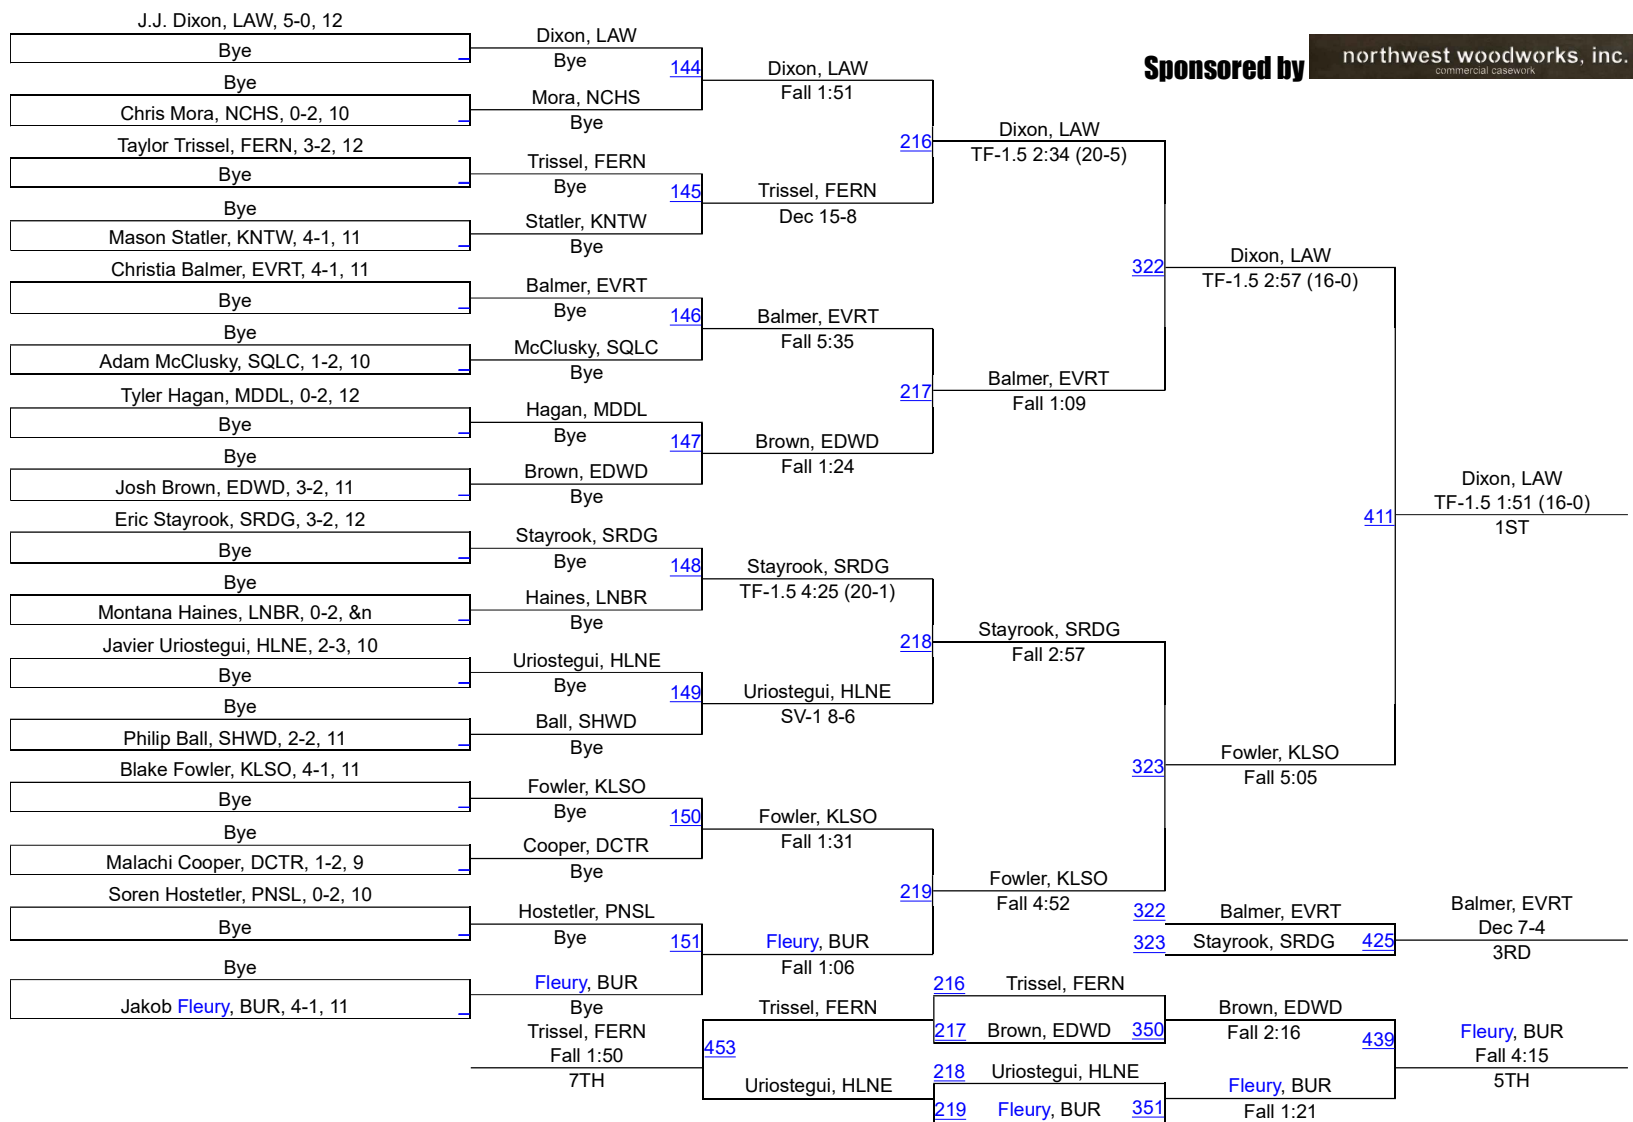 J.J. Dixon, LAW, 5-0, 12
Bye
Bye
Chris Mora, NCHS, 0-2, 10
Taylor Trissel, FERN, 3-2, 12
Bye
Bye
Mason Statler, KNTW, 4-1, 11
Christia Balmer, EVRT, 4-1, 11
Bye
Bye
Adam McClusky, SQLC, 1-2, 10
Tyler Hagan, MDDL, 0-2, 12
Bye
Bye
Josh Brown, EDWD, 3-2, 11
Eric Stayrook, SRDG, 3-2, 12
Bye
Bye
Montana Haines, LNBR, 0-2, &n
Javier Uriostegui, HLNE, 2-3, 10
Bye
Bye
Philip Ball, SHWD, 2-2, 11
Blake Fowler, KLSO, 4-1, 11
Bye
Bye
Malachi Cooper, DCTR, 1-2, 9
Soren Hostetler, PNSL, 0-2, 10
Bye
Bye
Jakob Fleury, BUR, 4-1, 11
Dixon, LAW
Bye
144
Mora, NCHS
Bye
Trissel, FERN
Bye
145
Statler, KNTW
Bye
Balmer, EVRT
Bye
146
McClusky, SQLC
Bye
Hagan, MDDL
Bye
147
Brown, EDWD
Bye
Stayrook, SRDG
Bye
148
Haines, LNBR
Bye
Uriostegui, HLNE
Bye
149
Ball, SHWD
Bye
Fowler, KLSO
Bye
150
Cooper, DCTR
Bye
Hostetler, PNSL
Bye
151
Fleury, BUR
Bye
Trissel, FERN
Fall 1:50
7TH
Dixon, LAW
Fall 1:51
216
Trissel, FERN
Dec 15-8
Balmer, EVRT
Fall 5:35
217
Brown, EDWD
Fall 1:24
Stayrook, SRDG
TF-1.5 4:25 (20-1)
218
Uriostegui, HLNE
SV-1 8-6
Fowler, KLSO
Fall 1:31
219
Fleury, BUR
Fall 1:06
Trissel, FERN
453
Uriostegui, HLNE
Dixon, LAW
TF-1.5 2:34 (20-5)
322
Balmer, EVRT
Fall 1:09
Stayrook, SRDG
Fall 2:57
323
Fowler, KLSO
Fall 4:52
216 Trissel, FERN
217 Brown, EDWD 350
218 Uriostegui, HLNE
219 Fleury, BUR 351
Sponsored by northwest woodworks, inc.
commercial casework
Dixon, LAW
TF-1.5 2:57 (16-0)
411
Fowler, KLSO
Fall 5:05
322 Balmer, EVRT
323 Stayrook, SRDG 425
Brown, EDWD
Fall 2:16
439
Fleury, BUR
Fall 1:21
Dixon, LAW
TF-1.5 1:51 (16-0)
1ST
Balmer, EVRT
Dec 7-4
3RD
Fleury, BUR
Fall 4:15
5TH